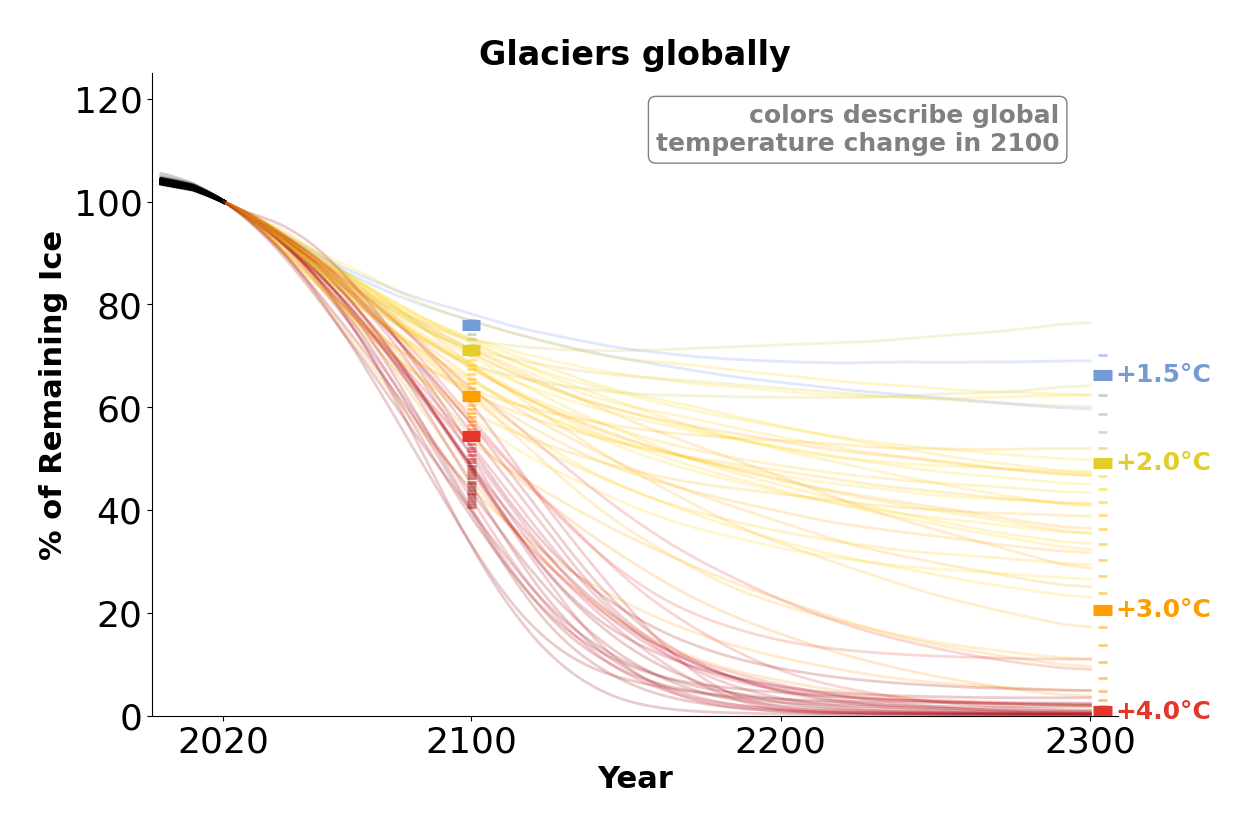 Glaciers globally
colors describe global
temperature change in 2100
% of Remaining Ice
120
100
80
60
40
20
0
+1.5°C
+2.0°C
+3.0°C
+4.0°C
2020
2100
2200
2300
Year